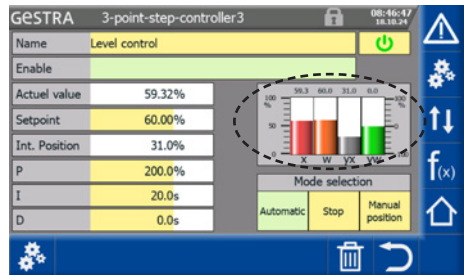 GESTRA 3-point-step-controller3 08:46:47
18.10.24
Name Level control
Enable
Actuel value 59.32%
Setpoint 60.00%
Int. Position 31.0%
P 200.0%
I 20.0s
D 0.0s
59.3 60.0 31.0 0.0
100 300
% %
50 0
0 -100
x w yx yw
Mode selection
Automatic Stop Manual
position
f(x)